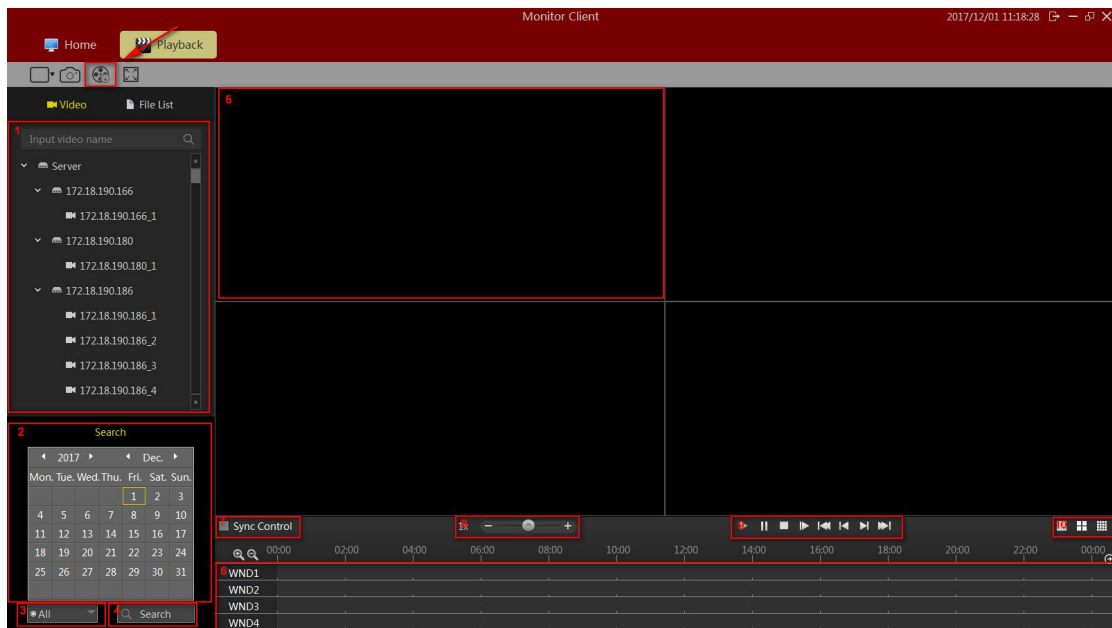 Monitor Client
2017/12/01 11:18:28
Home
Playback
Video
File List
1
Input video name
Server
172.18.190.166
172.18.190.166_1
172.18.190.180
172.18.190.180_1
172.18.190.186
172.18.190.186_1
172.18.190.186_2
172.18.190.186_3
172.18.190.186_4
5
2
Search
2017 Dec.
Mon. Tue. Wed. Thu. Fri. Sat. Sun.
1 2 3
4 5 6 7 8 9 10
11 12 13 14 15 16 17
18 19 20 21 22 23 24
25 26 27 28 29 30 31
3 All
4 Search
Sync Control
1x
00:00 02:00 04:00 06:00 08:00 10:00 12:00 14:00 16:00 18:00 20:00 22:00 00:00
6 WND1
WND2
WND3
WND4